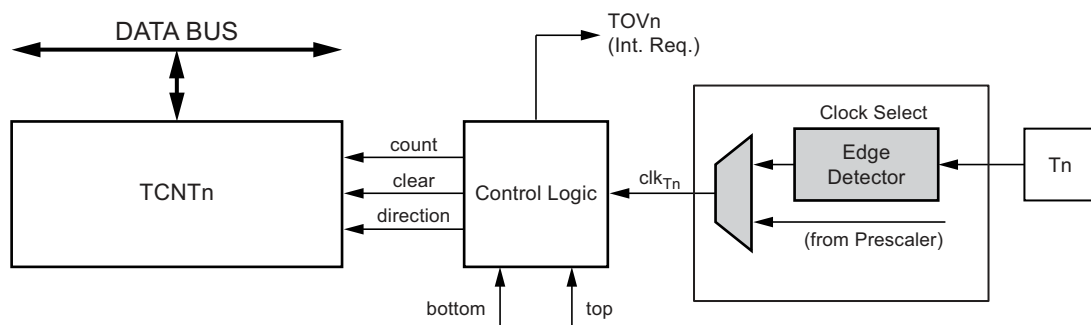 DATA BUS
TOVn
(Int. Req.)
Clock Select
TCNTn
count
clear
direction
Control Logic
clkTn
Edge
Detector
Tn
(from Prescaler)
bottom
top